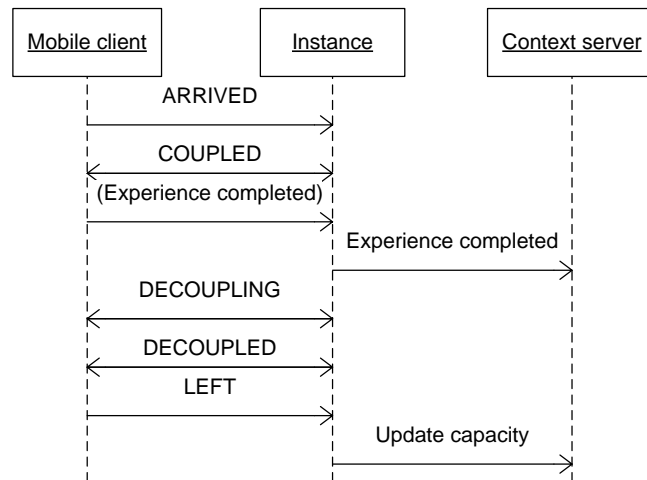 Mobile client
Instance
Context server
ARRIVED
COUPLED
(Experience completed)
Experience completed
DECOUPLING
DECOUPLED
LEFT
Update capacity